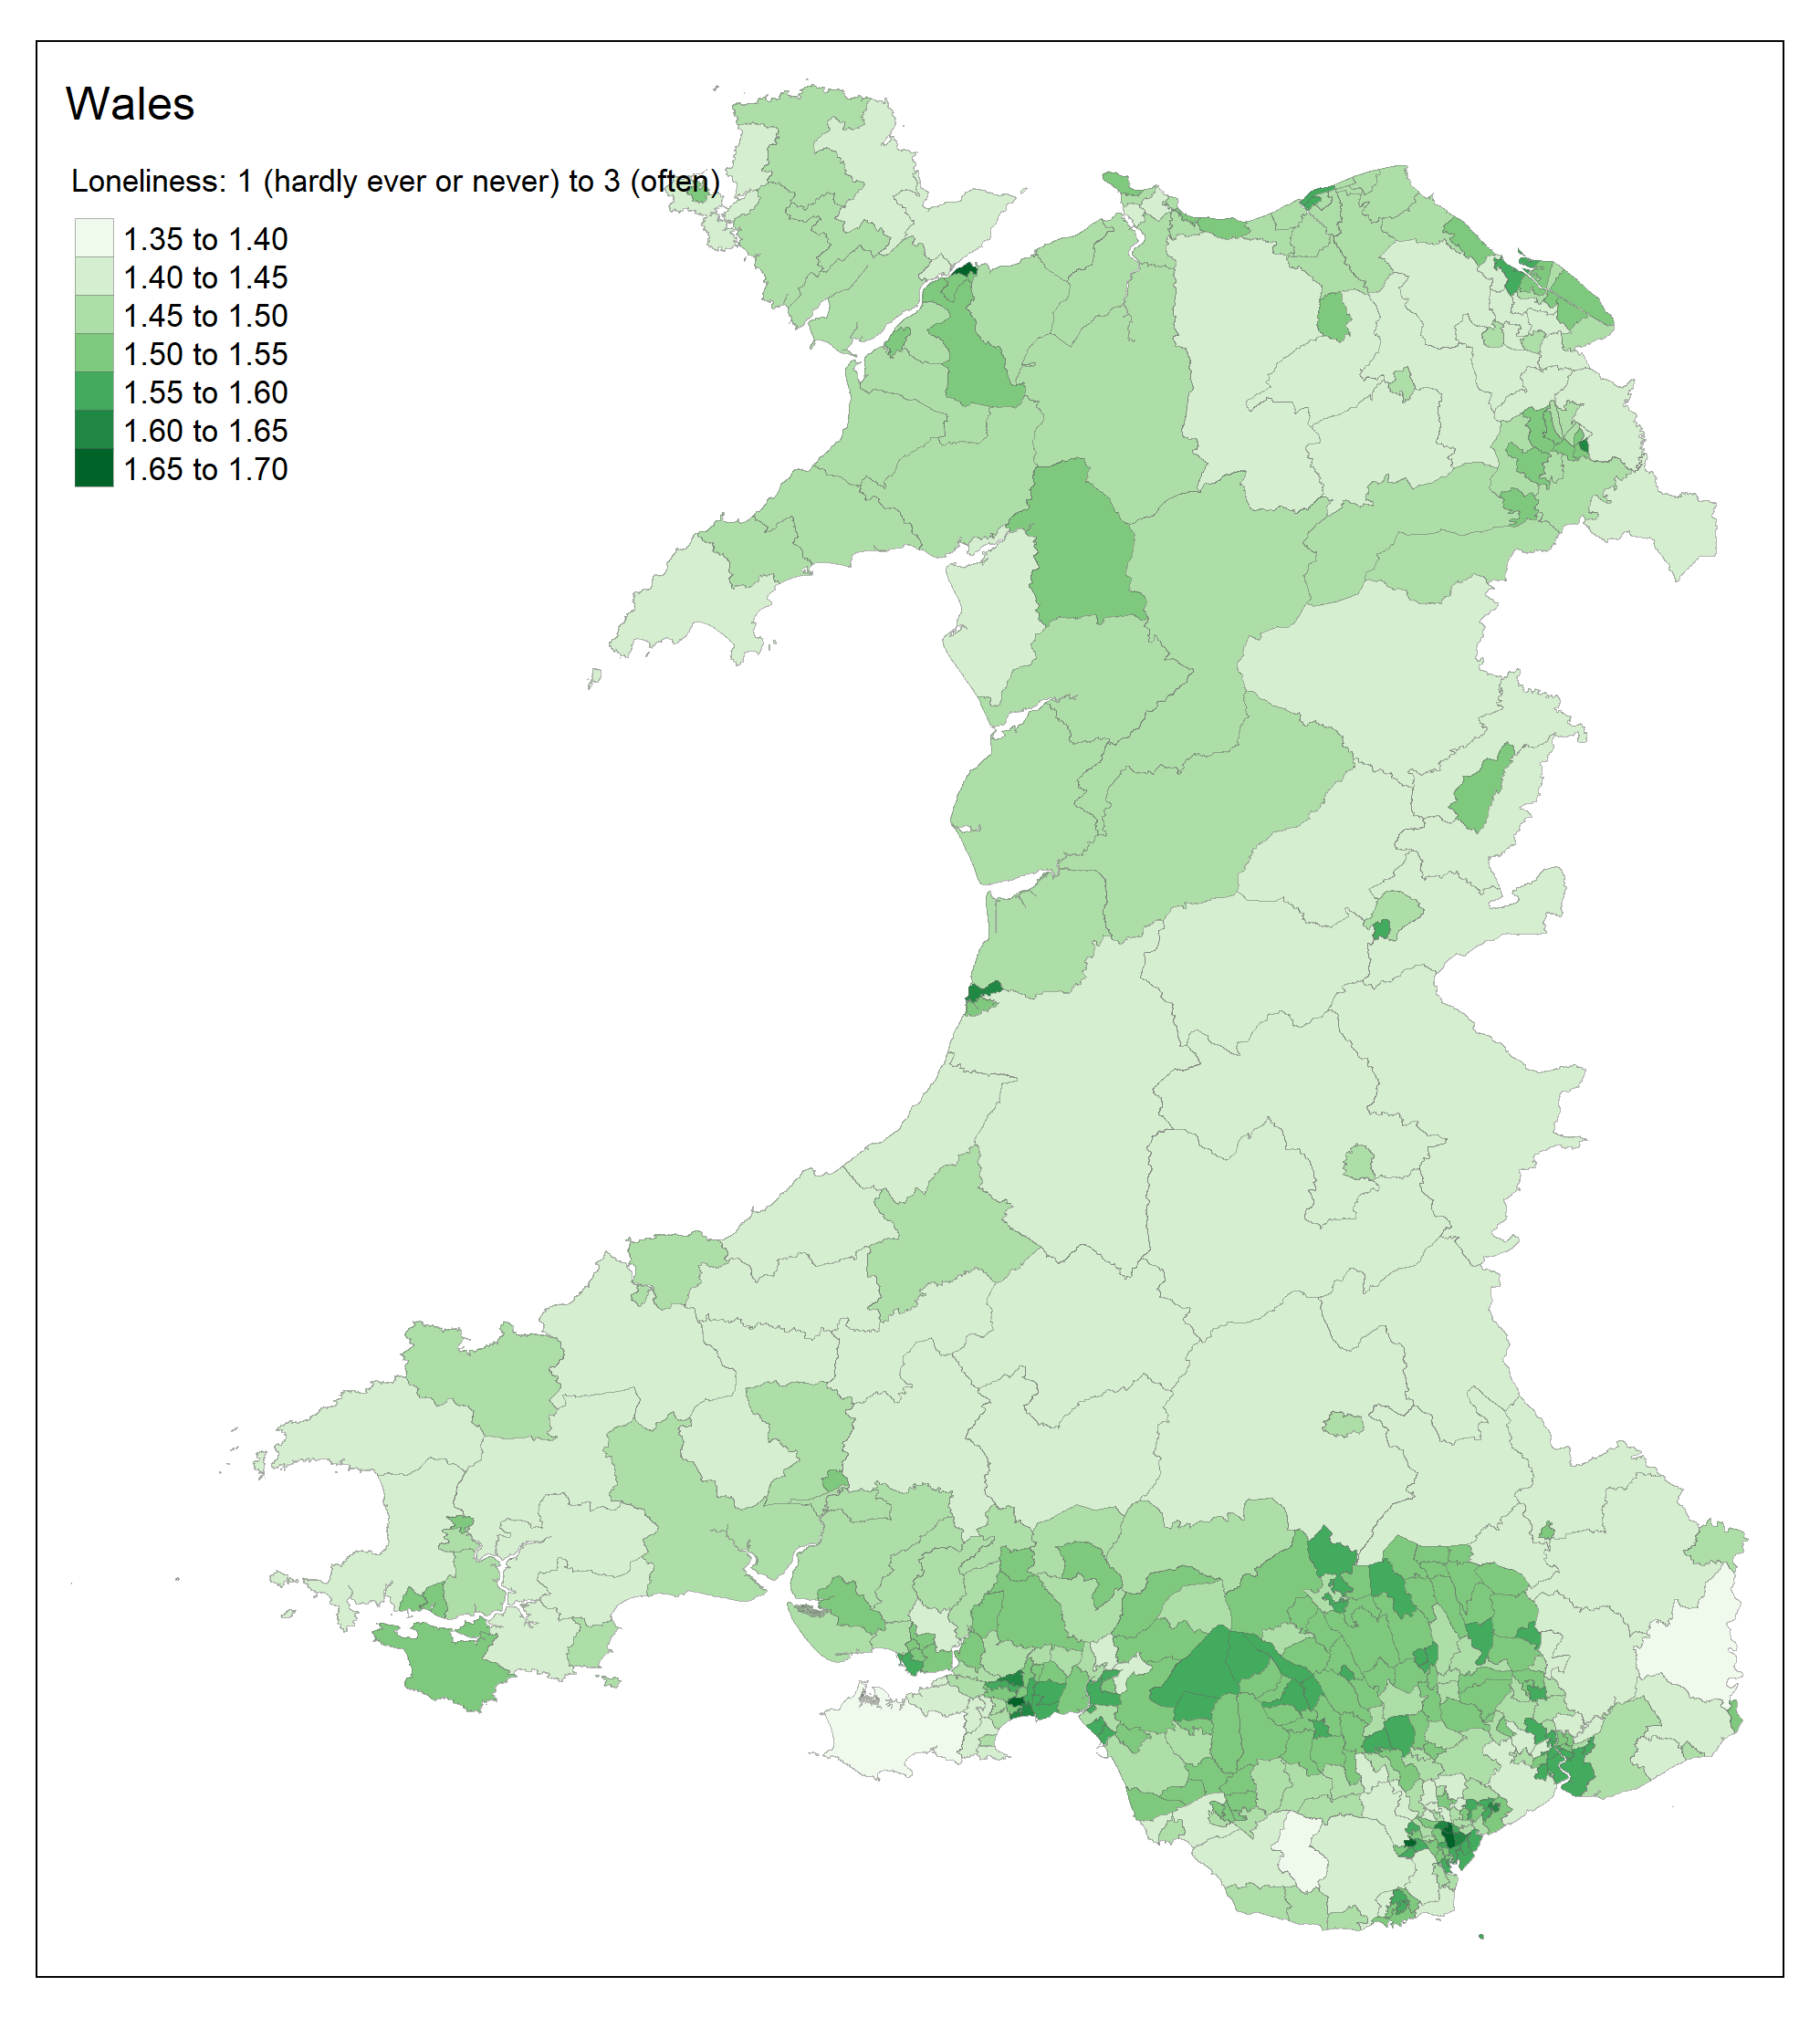 Wales
Loneliness: 1 (hardly ever or never) to 3 (often)
1.35 to 1.40
1.40 to 1.45
1.45 to 1.50
1.50 to 1.55
1.55 to 1.60
1.60 to 1.65
1.65 to 1.70